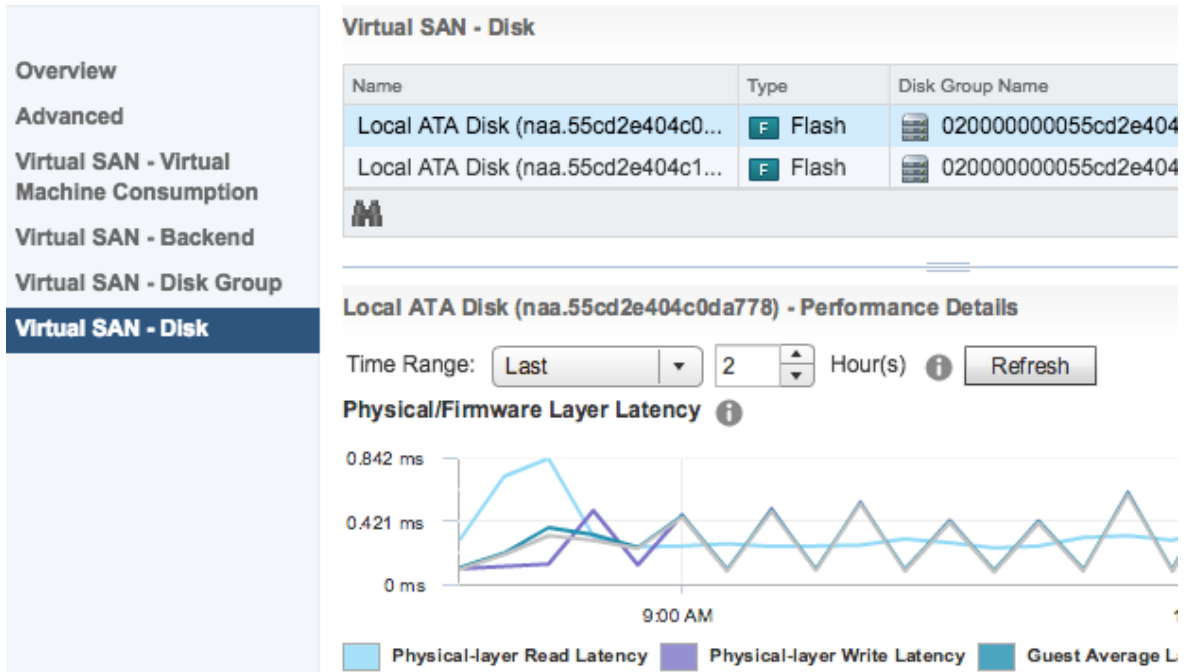 Overview
Advanced
Virtual SAN - Virtual
Machine Consumption
Virtual SAN - Backend
Virtual SAN - Disk Group
Virtual SAN - Disk
Virtual SAN - Disk
Name Type Disk Group Name
Local ATA Disk (naa.55cd2e404c0... F Flash 020000000055cd2e404
Local ATA Disk (naa.55cd2e404c1... F Flash 020000000055cd2e404
Local ATA Disk (naa.55cd2e404c0da778) - Performance Details
Time Range: Last 2 Hour(s) Refresh
Physical/Firmware Layer Latency
0.842 ms
0.421 ms
0 ms
9:00 AM
Physical-layer Read Latency Physical-layer Write Latency Guest Average